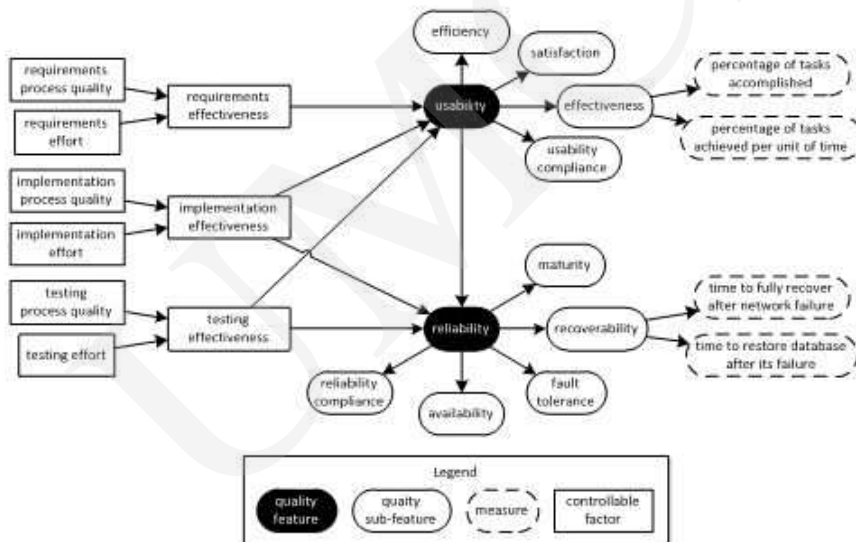 efficiency
satisfaction
requirements
process quality
requirements
effort
requirements
effectiveness
usability
effectiveness
percentage of tasks
accomplished
percentage of tasks
achieved per unit of time
usability
compliance
implementation
process quality
implementation
effort
implementation
effectiveness
maturity
testing
process quality
testing effort
testing
effectiveness
reliability
recoverability
time to fully recover
after network failure
time to restore database
after its failure
reliability
compliance
availability
fault
tolerance
Legend
quality
feature
quaity
sub-feature
measure
controllable
factor